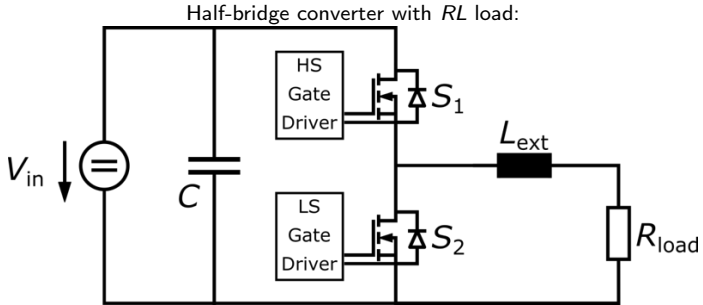 Half-bridge converter with RL load:
HS
Gate
Driver
S1
Lext
Vin
C
LS
Gate
Driver
S2
Rload